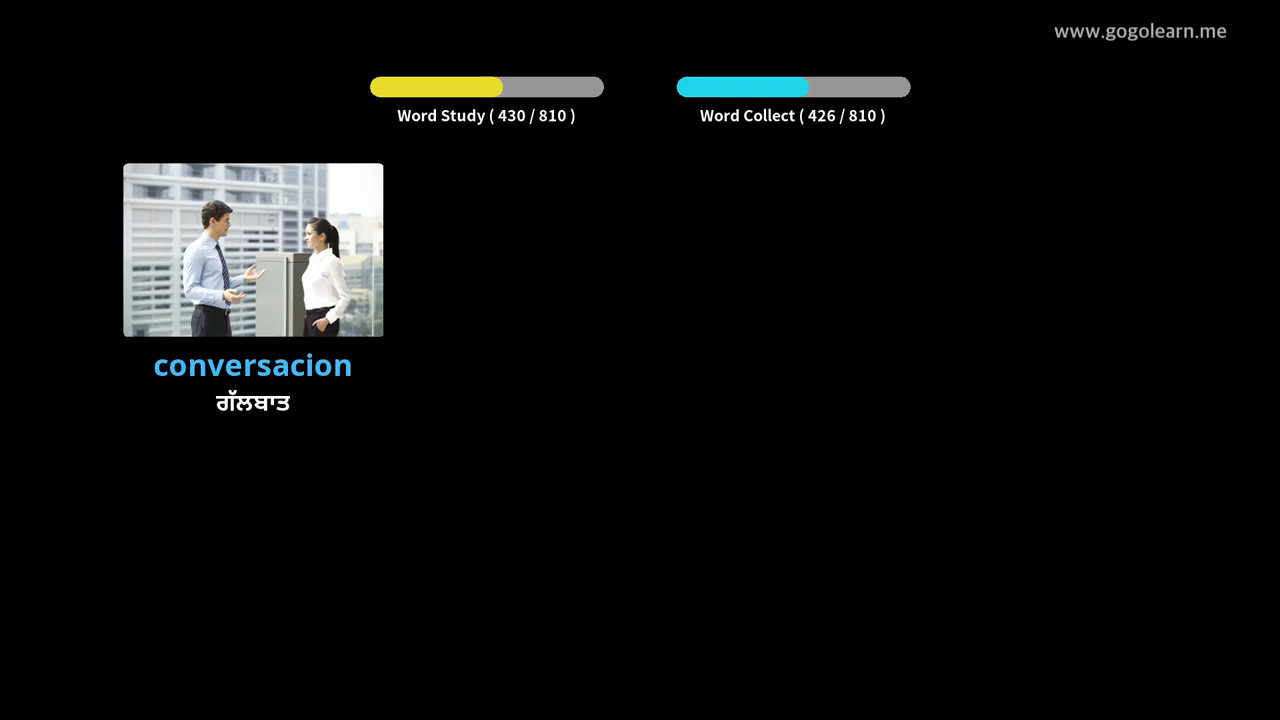 www.gogolearn.me
Word Study ( 430 / 810 )
Word Collect ( 426 / 810 )
conversacion
ਗੱਲਬਾਤ